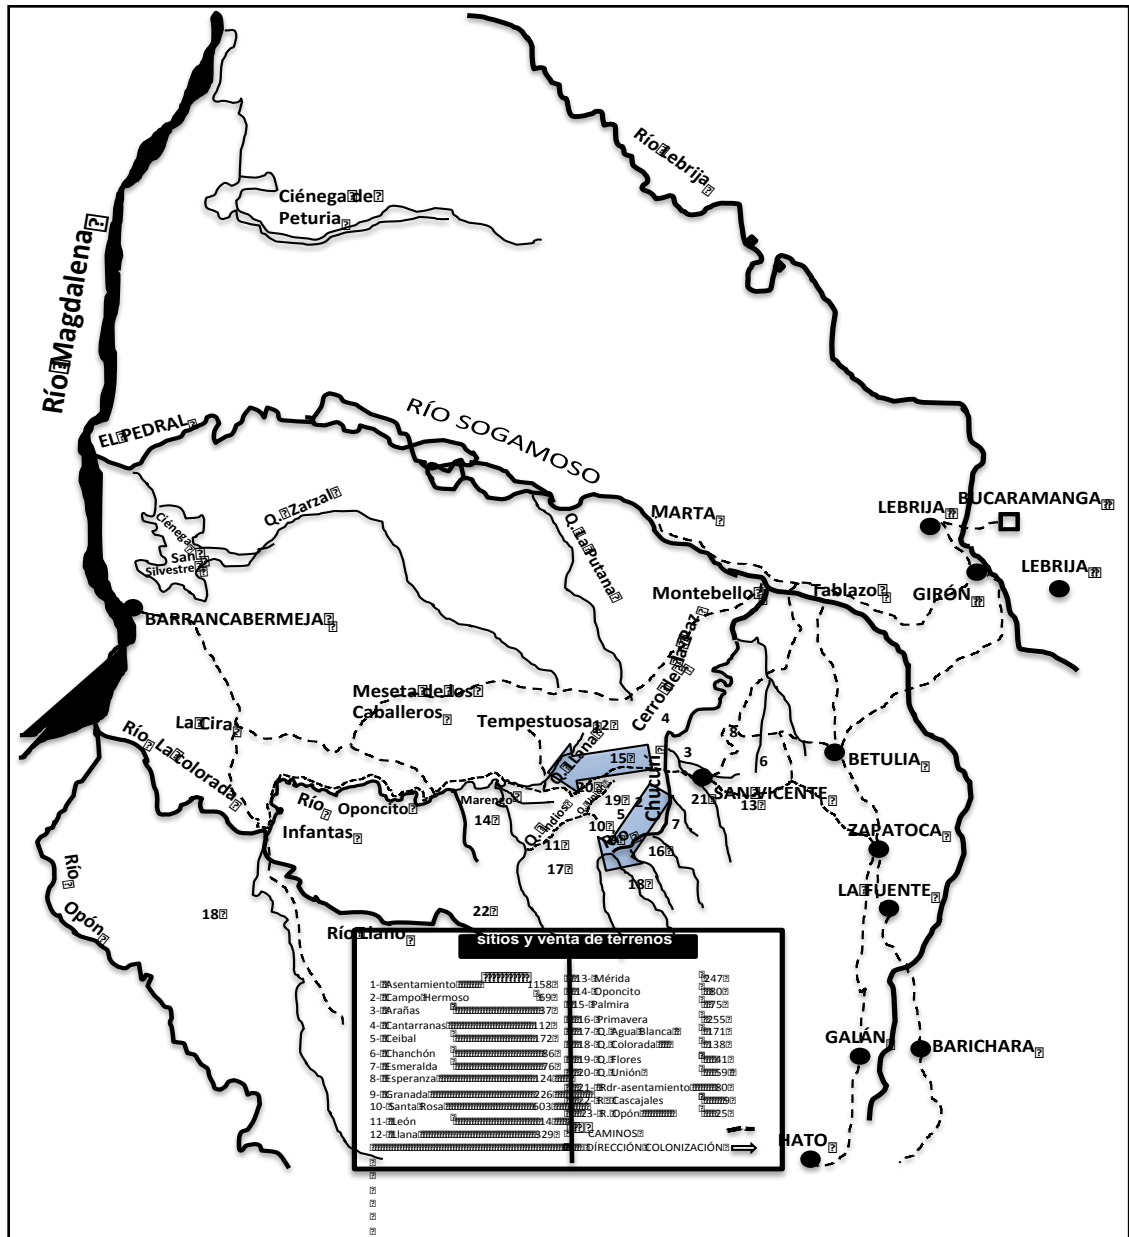 Río Lebrija
Ciénega de
Peturia
Río Magdalena
RÍO SOGAMOSO
EL PEDRAL
Q. Zarzal
Ciénega
San
Silvestre
Q. La Putana
MARTA
LEBRIJA
BUCARAMANGA
LEBRIJA
GIRÓN
Montebello
Tablazo
BARRANCABERMEJA
Cerro de la Paz
Meseta de los
Caballeros
Tempestuosa
12
4
La Cira
Río La Colorada
Q. Lana
15
3
8
6
BETULIA
Chucurí
20
19
2
21
SAN VICENTE
13
Río
Oponcito
Infantas
Marengo
14
Q. Indios
5
10
7
11
16
17
18
ZAPATOCA
LA FUENTE
Río
Opón
18
22
Río Llano
sitios y venta de terrenos
1- Asentamiento 1158
2- Campo Hermoso 69
3- Arañas 37
4- Cantarranas 112
5- Ceibal 172
6- Chanchón 86
7- Esmeralda 76
8- Esperanza 124
9- Granada 226
10- Santa Rosa 603
11- León 14
12- Llana 329
13- Mérida 247
14- Oponcito 80
15- Palmira 75
16- Primavera 255
17- Q. Agua Blanca 171
18- Q. Colorada 138
19- Q. Flores 41
20- Q. Unión 59
21- Rdr-asentamiento 80
22- R. Cascajales 9
23- R. Opón 25
CAMINOS
DÍRECCIÓN COLONIZACIÓN
GALÁN
BARICHARA
HATO